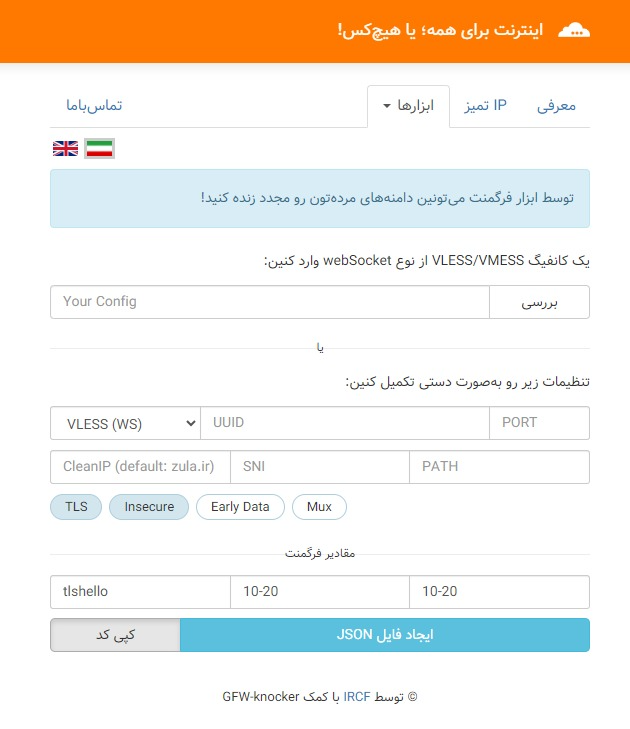 اینترنت برای همه؛ یا هیچ‌کس!
معرفی
IP تمیز
ابزارها
تماس‌با‌ما
توسط ابزار فرگمنت می‌تونین دامنه‌های مرده‌تون رو مجدد زنده کنید!
یک کانفیگ VLESS/VMESS از نوع webSocket وارد کنین:
Your Config
بررسی
یا
تنظیمات زیر رو به‌صورت دستی تکمیل کنین:
VLESS (WS)
UUID
PORT
CleanIP (default: zula.ir)
SNI
PATH
TLS
Insecure
Early Data
Mux
مقادیر فرگمنت
tlshello
10-20
10-20
کپی کد
ایجاد فایل JSON
© توسط IRCF با کمک GFW-knocker